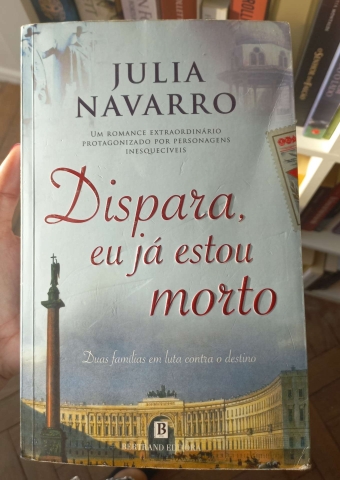 JULIA
NAVARRO
UM ROMANCE EXTRAORDINÁRIO
PROTAGONIZADO POR PERSONAGENS
INESQUECÍVEIS
Dispara,
eu já estou
morto
Duas famílias em luta contra o destino
B
BERTRAND EDITORA